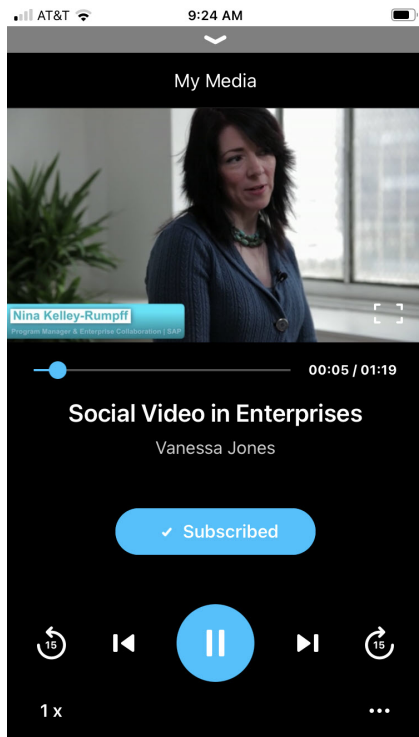 AT&T
9:24 AM
My Media
Nina Kelley-Rumpff
Program Manager & Enterprise Collaboration | SAP
00:05 / 01:19
Social Video in Enterprises
Vanessa Jones
Subscribed
15
15
1 x